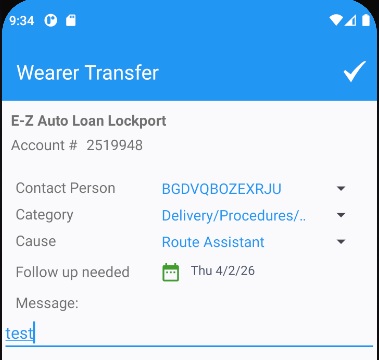 9:34
Wearer Transfer
E-Z Auto Loan Lockport
Account # 2519948
Contact Person BGDVQBOZEXRJU
Category Delivery/Procedures/..
Cause Route Assistant
Follow up needed Thu 4/2/26
Message:
test